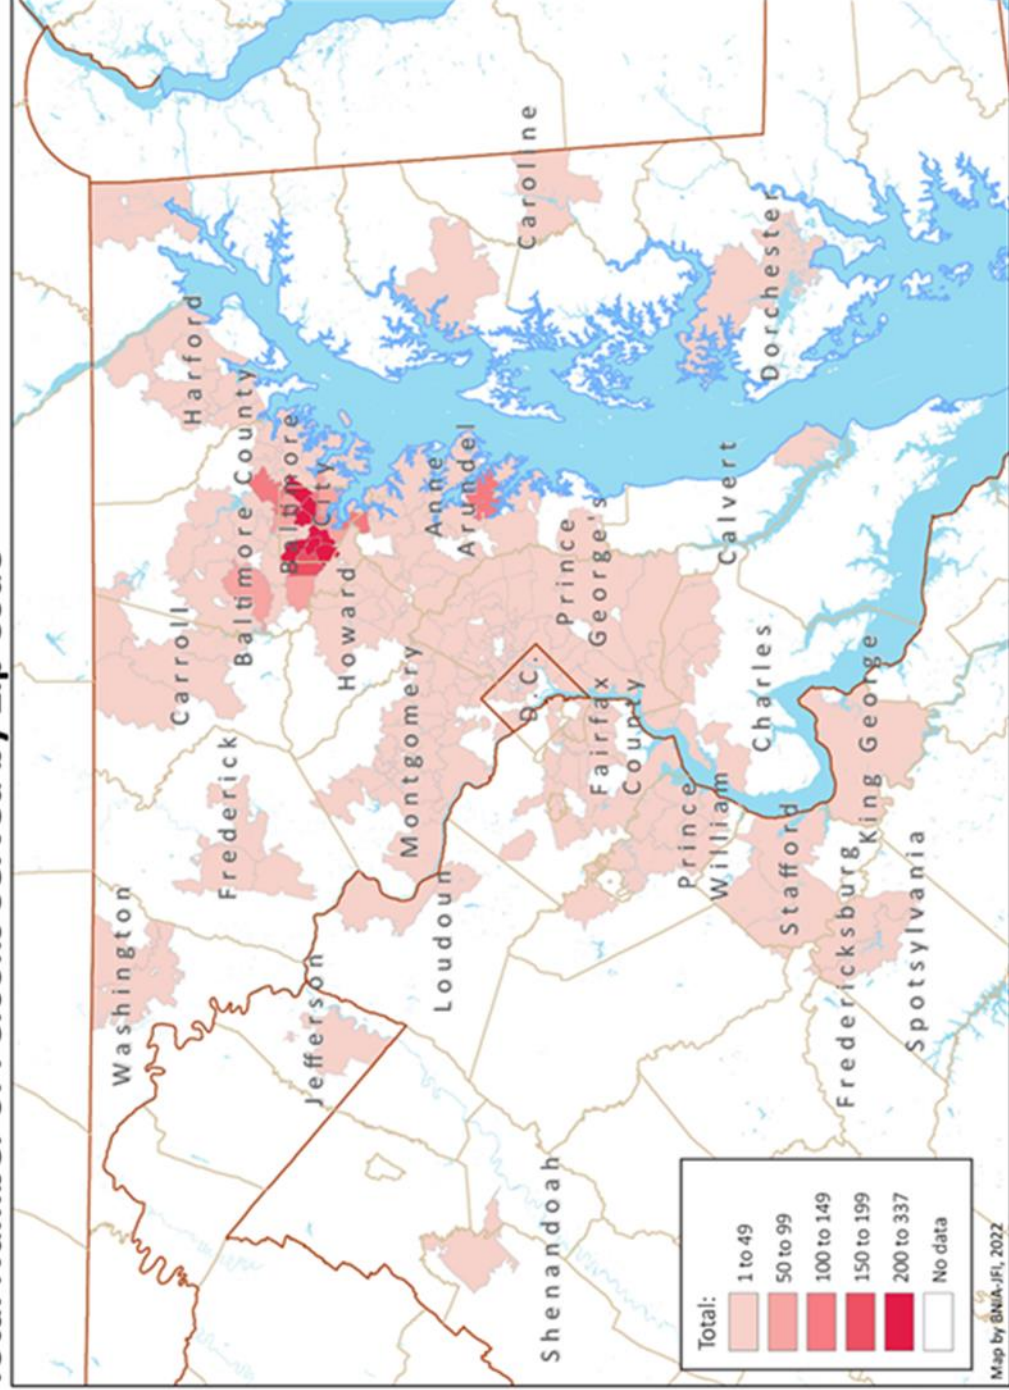 Washington
Frederick
Carroll
Harford
Baltimore County
Baltimore
City
Howard
Jefferson
Montgomery
Anne
Arundel
Loudoun
D.C.
Prince
George's
Caroline
Fairfax
County
Shenandoah
Prince
William
Calvert
Charles
Dorchester
Stafford
King George
Fredericksburg
Spotsylvania
Total:
1 to 49
50 to 99
100 to 149
150 to 199
200 to 337
No data
Map by BNIA-JFI, 2022